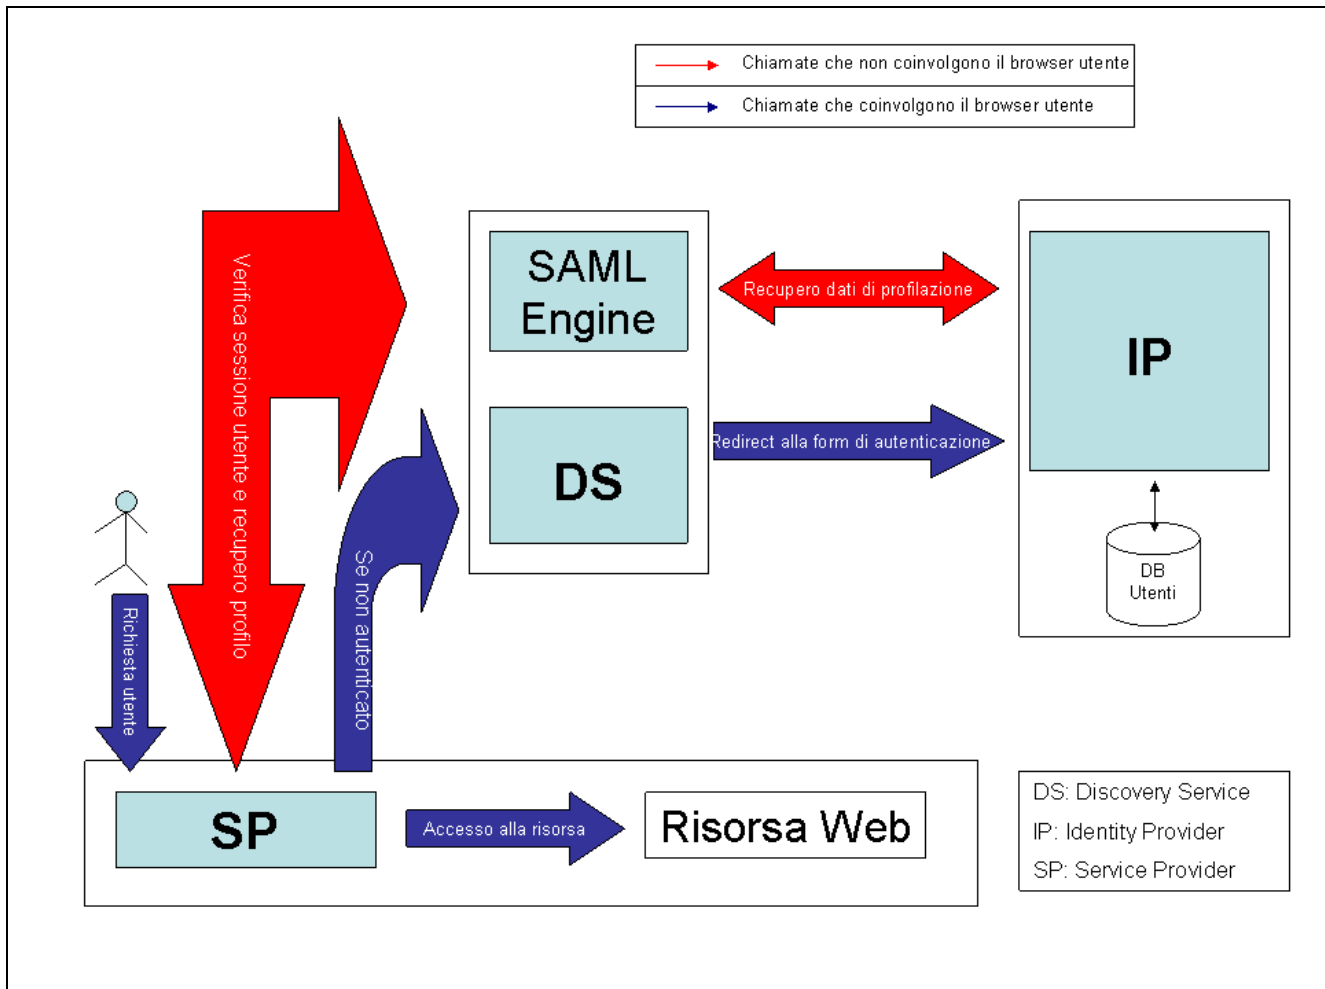 Chiamate che non coinvolgono il browser utente
Chiamate che coinvolgono il browser utente
Verifica sessione utente e recupero profilo
SAML
Engine
Recupero dati di profilazione
IP
DS
Redirect alla form di autenticazione
Se non autenticato
DB
Utenti
Richiesta utente
SP
Accesso alla risorsa
Risorsa Web
DS: Discovery Service
IP: Identity Provider
SP: Service Provider